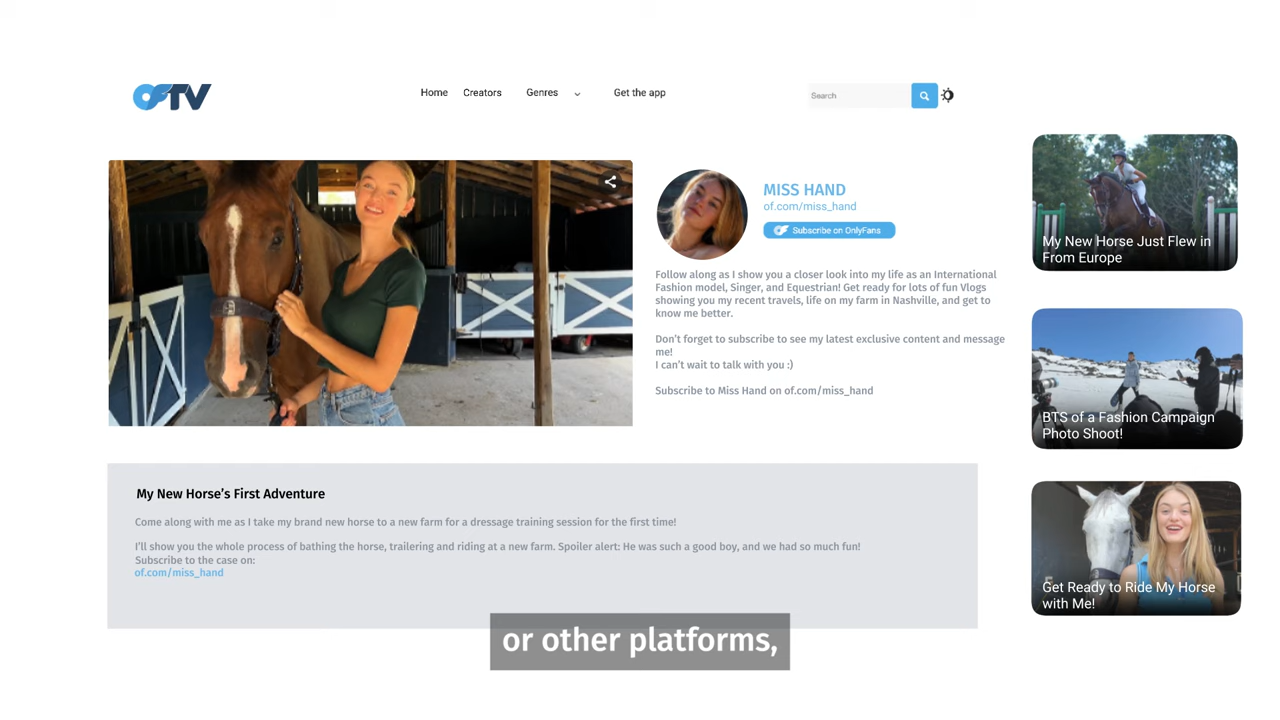 OFTV
Home
Creators
Genres
Get the app
Search
MISS HAND
of.com/miss_hand
Subscribe on OnlyFans
Follow along as I show you a closer look into my life as an International
Fashion model, Singer, and Equestrian! Get ready for lots of fun Vlogs
showing you my recent travels, life on my farm in Nashville, and get to
know me better.
Don't forget to subscribe to see my latest exclusive content and message
me!
I can't wait to talk with you :)
Subscribe to Miss Hand on of.com/miss_hand
My New Horse Just Flew in
From Europe
BTS of a Fashion Campaign
Photo Shoot!
Get Ready to Ride My Horse
with Me!
My New Horse's First Adventure
Come along with me as I take my brand new horse to a new farm for a dressage training session for the first time!
I'll show you the whole process of bathing the horse, trailering and riding at a new farm. Spoiler alert: He was such a good boy, and we had so much fun!
Subscribe to the case on:
of.com/miss_hand
or other platforms,